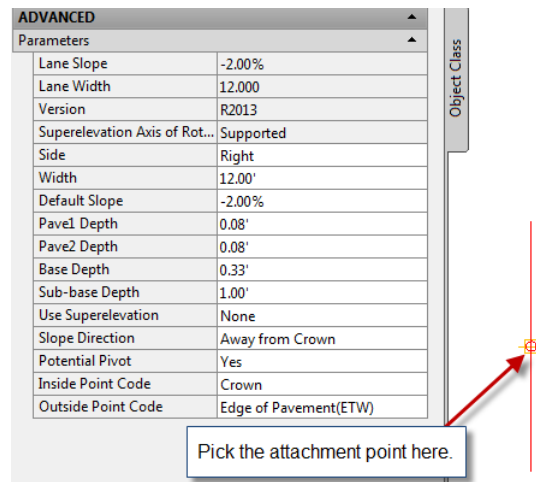 ADVANCED
Parameters
Lane Slope -2.00%
Lane Width 12.000
Version R2013
Superelevation Axis of Rot... Supported
Side Right
Width 12.00'
Default Slope -2.00%
Pave1 Depth 0.08'
Pave2 Depth 0.08'
Base Depth 0.33'
Sub-base Depth 1.00'
Use Superelevation None
Slope Direction Away from Crown
Potential Pivot Yes
Inside Point Code Crown
Outside Point Code Edge of Pavement(ETW)
Object Class
Pick the attachment point here.